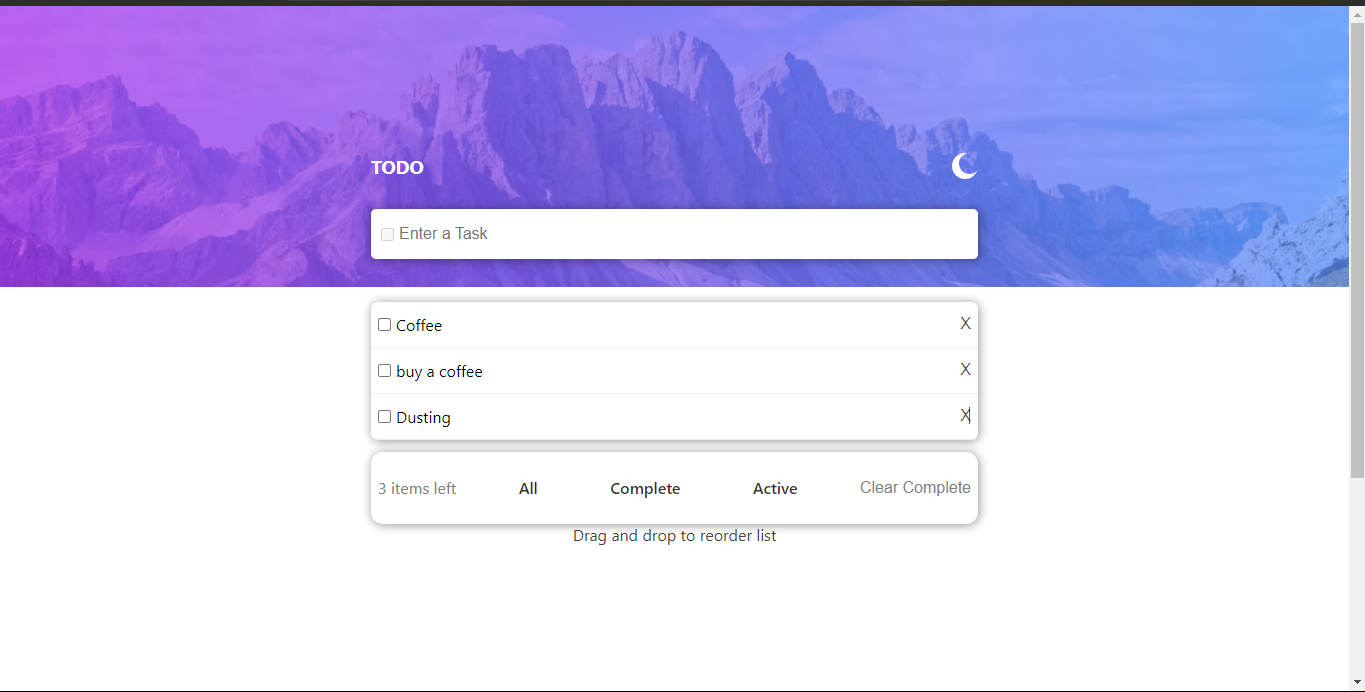 TODO
Enter a Task
Coffee X
buy a coffee X
Dusting X
3 items left All Complete Active Clear Complete
Drag and drop to reorder list